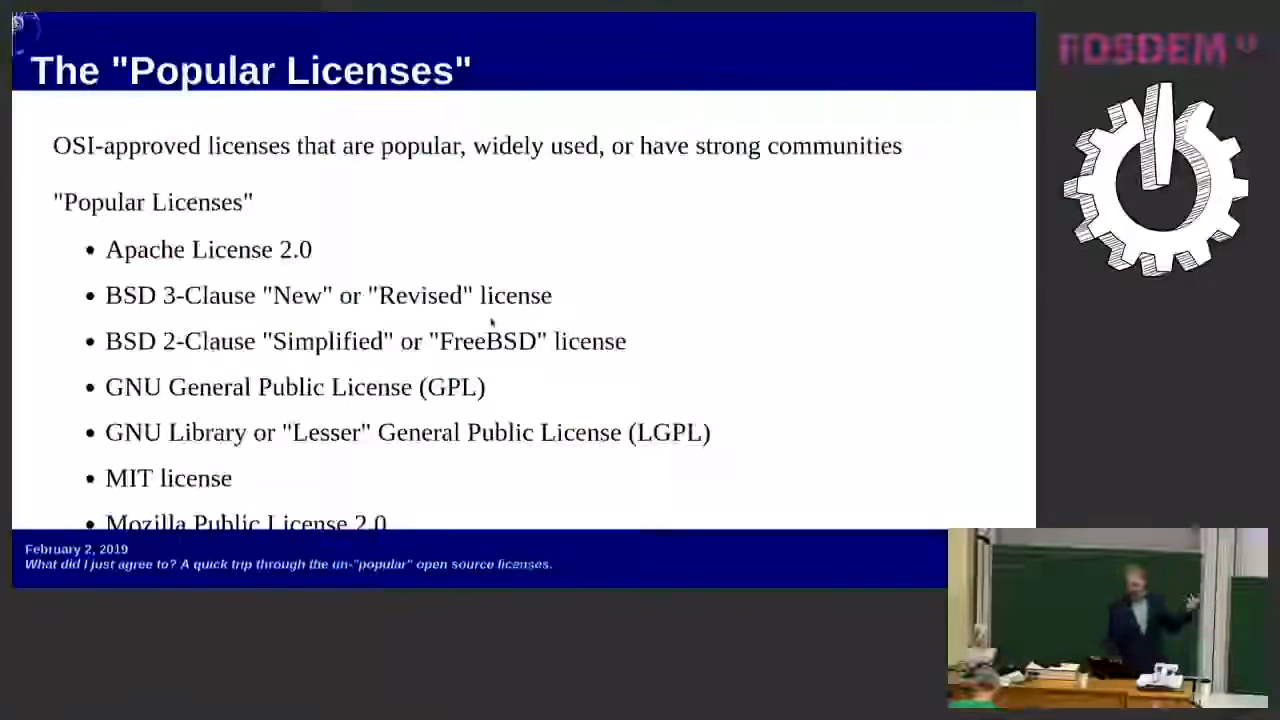 The "Popular Licenses"
FOSDEM
OSI-approved licenses that are popular, widely used, or have strong communities
"Popular Licenses"
• Apache License 2.0
• BSD 3-Clause "New" or "Revised" license
• BSD 2-Clause "Simplified" or "FreeBSD" license
• GNU General Public License (GPL)
• GNU Library or "Lesser" General Public License (LGPL)
• MIT license
• Mozilla Public License 2.0
February 2, 2019
What did I just agree to? A quick trip through the un-"popular" open source licenses.